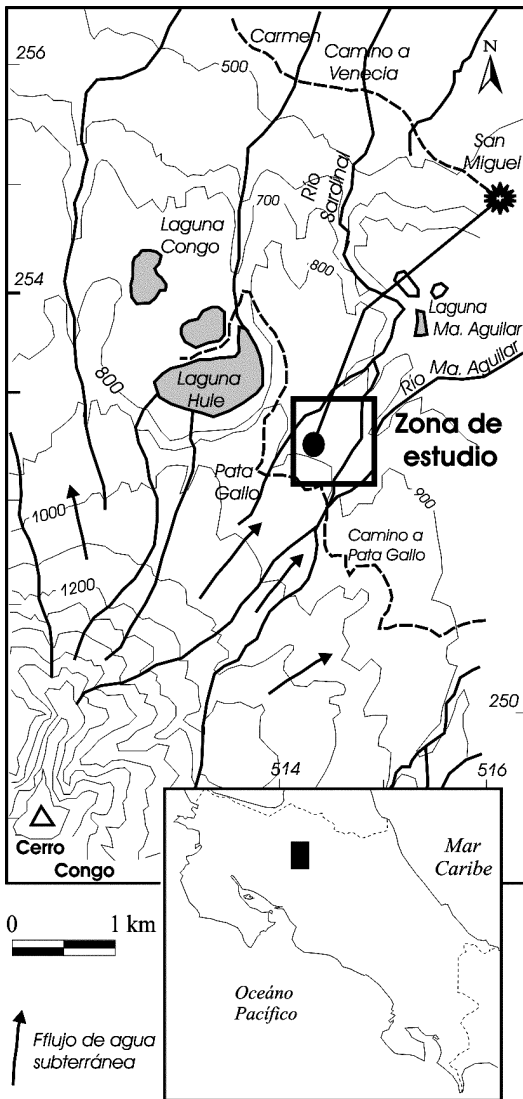 Carmen
256
Camino a
Venecia
N
500
San
Miguel
Río
Sardinal
700
Laguna
Congo
800
254
Laguna
Ma. Aguilar
Río
Ma. Aguilar
800
Laguna
Hule
Zona de
estudio
Pata
Gallo
900
1000
Camino a
Pata Gallo
1200
250
514
516
Cerro
Congo
Mar
Caribe
0
1 km
Oceáno
Pacífico
Fflujo de agua
subterránea